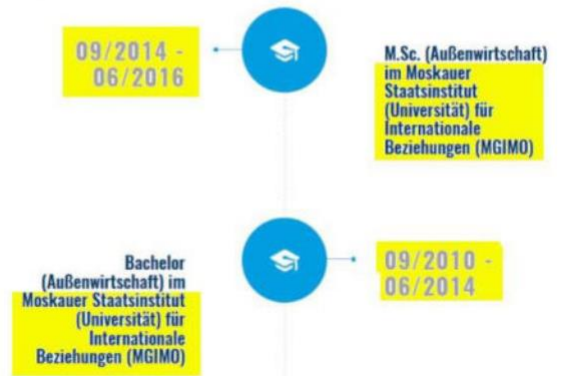 09/2014 -
06/2016
M.Sc. (Außenwirtschaft)
im Moskauer
Staatsinstitut
(Universität) für
Internationale
Beziehungen (MGIMO)
Bachelor
(Außenwirtschaft) im
Moskauer Staatsinstitut
(Universität) für
Internationale
Beziehungen (MGIMO)
09/2010 -
06/2014